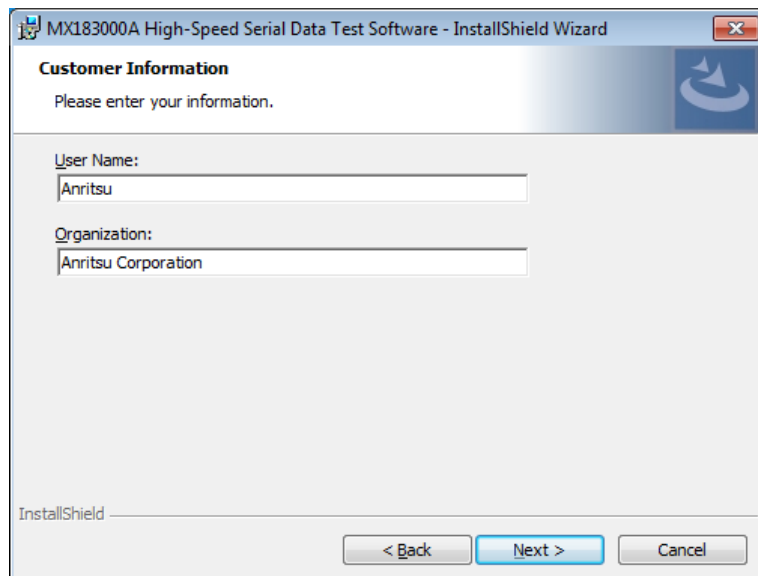 MX183000A High-Speed Serial Data Test Software - InstallShield Wizard
Customer Information
Please enter your information.
User Name:
Anritsu
Organization:
Anritsu Corporation
InstallShield
< Back Next > Cancel